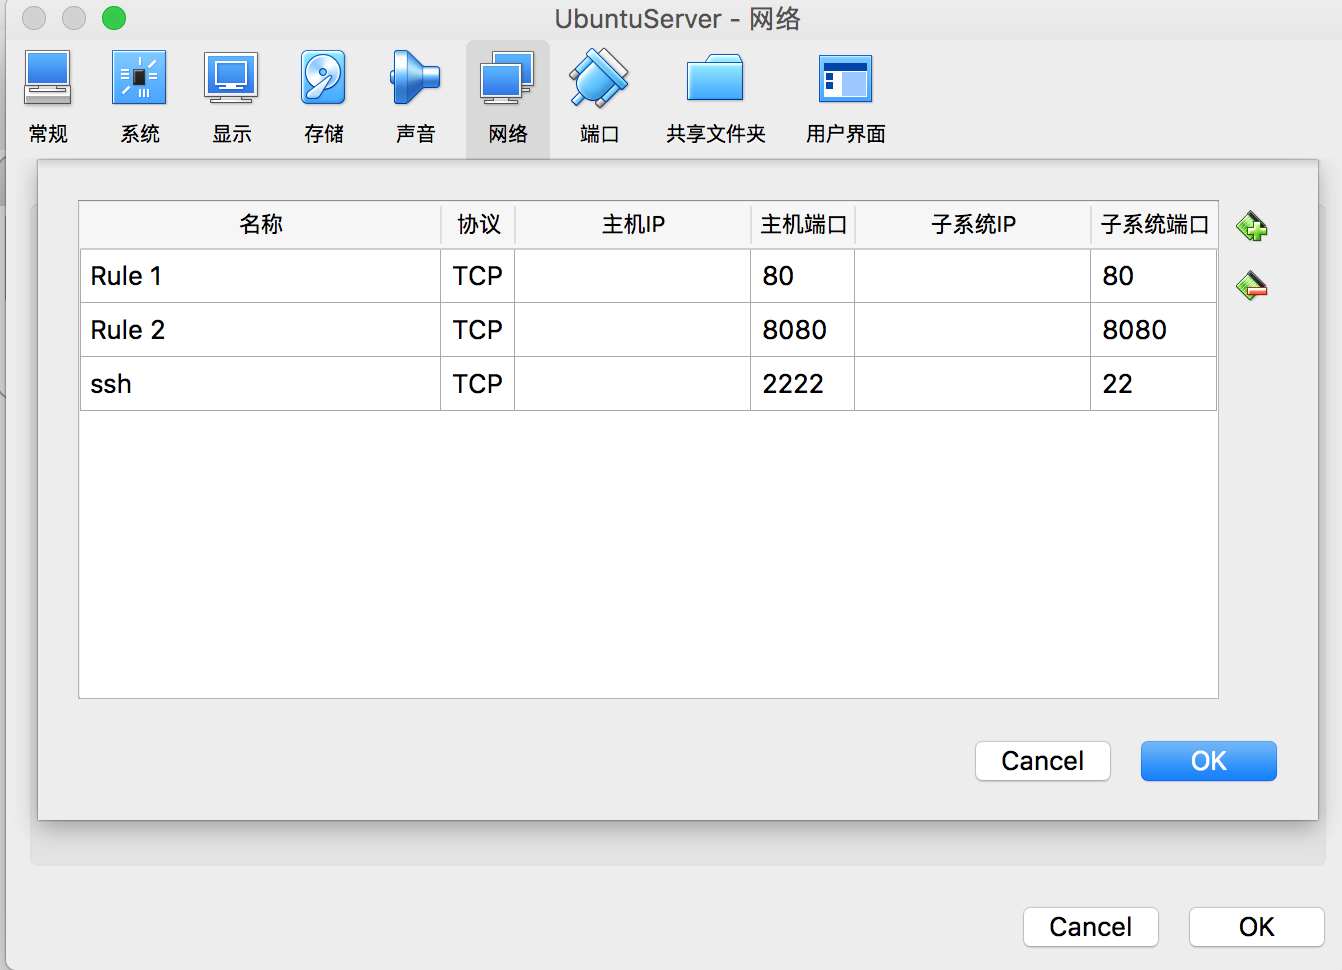 UbuntuServer - 网络
常规 系统 显示 存储 声音 网络 端口 共享文件夹 用户界面
名称 协议 主机IP 主机端口 子系统IP 子系统端口
Rule 1 TCP 80 80
Rule 2 TCP 8080 8080
ssh TCP 2222 22
Cancel OK
Cancel OK